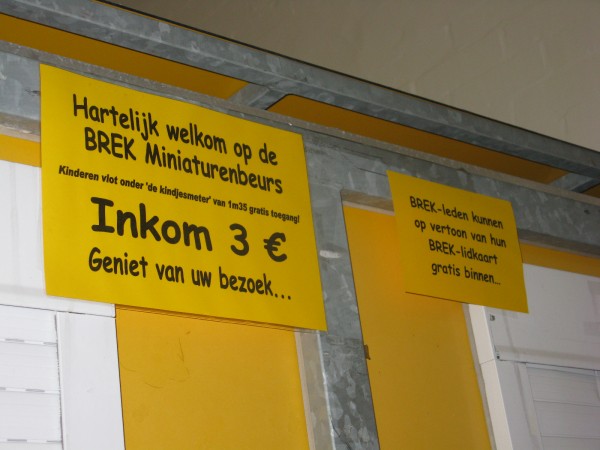 Hartelijk welkom op de
BREK Miniaturenbeurs
Kinderen vlot onder 'de kindjesmeter' van 1m35 gratis toegang!
Inkom 3 €
Geniet van uw bezoek...
BREK-leden kunnen
op vertoon van hun
BREK-lidkaart
gratis binnen...